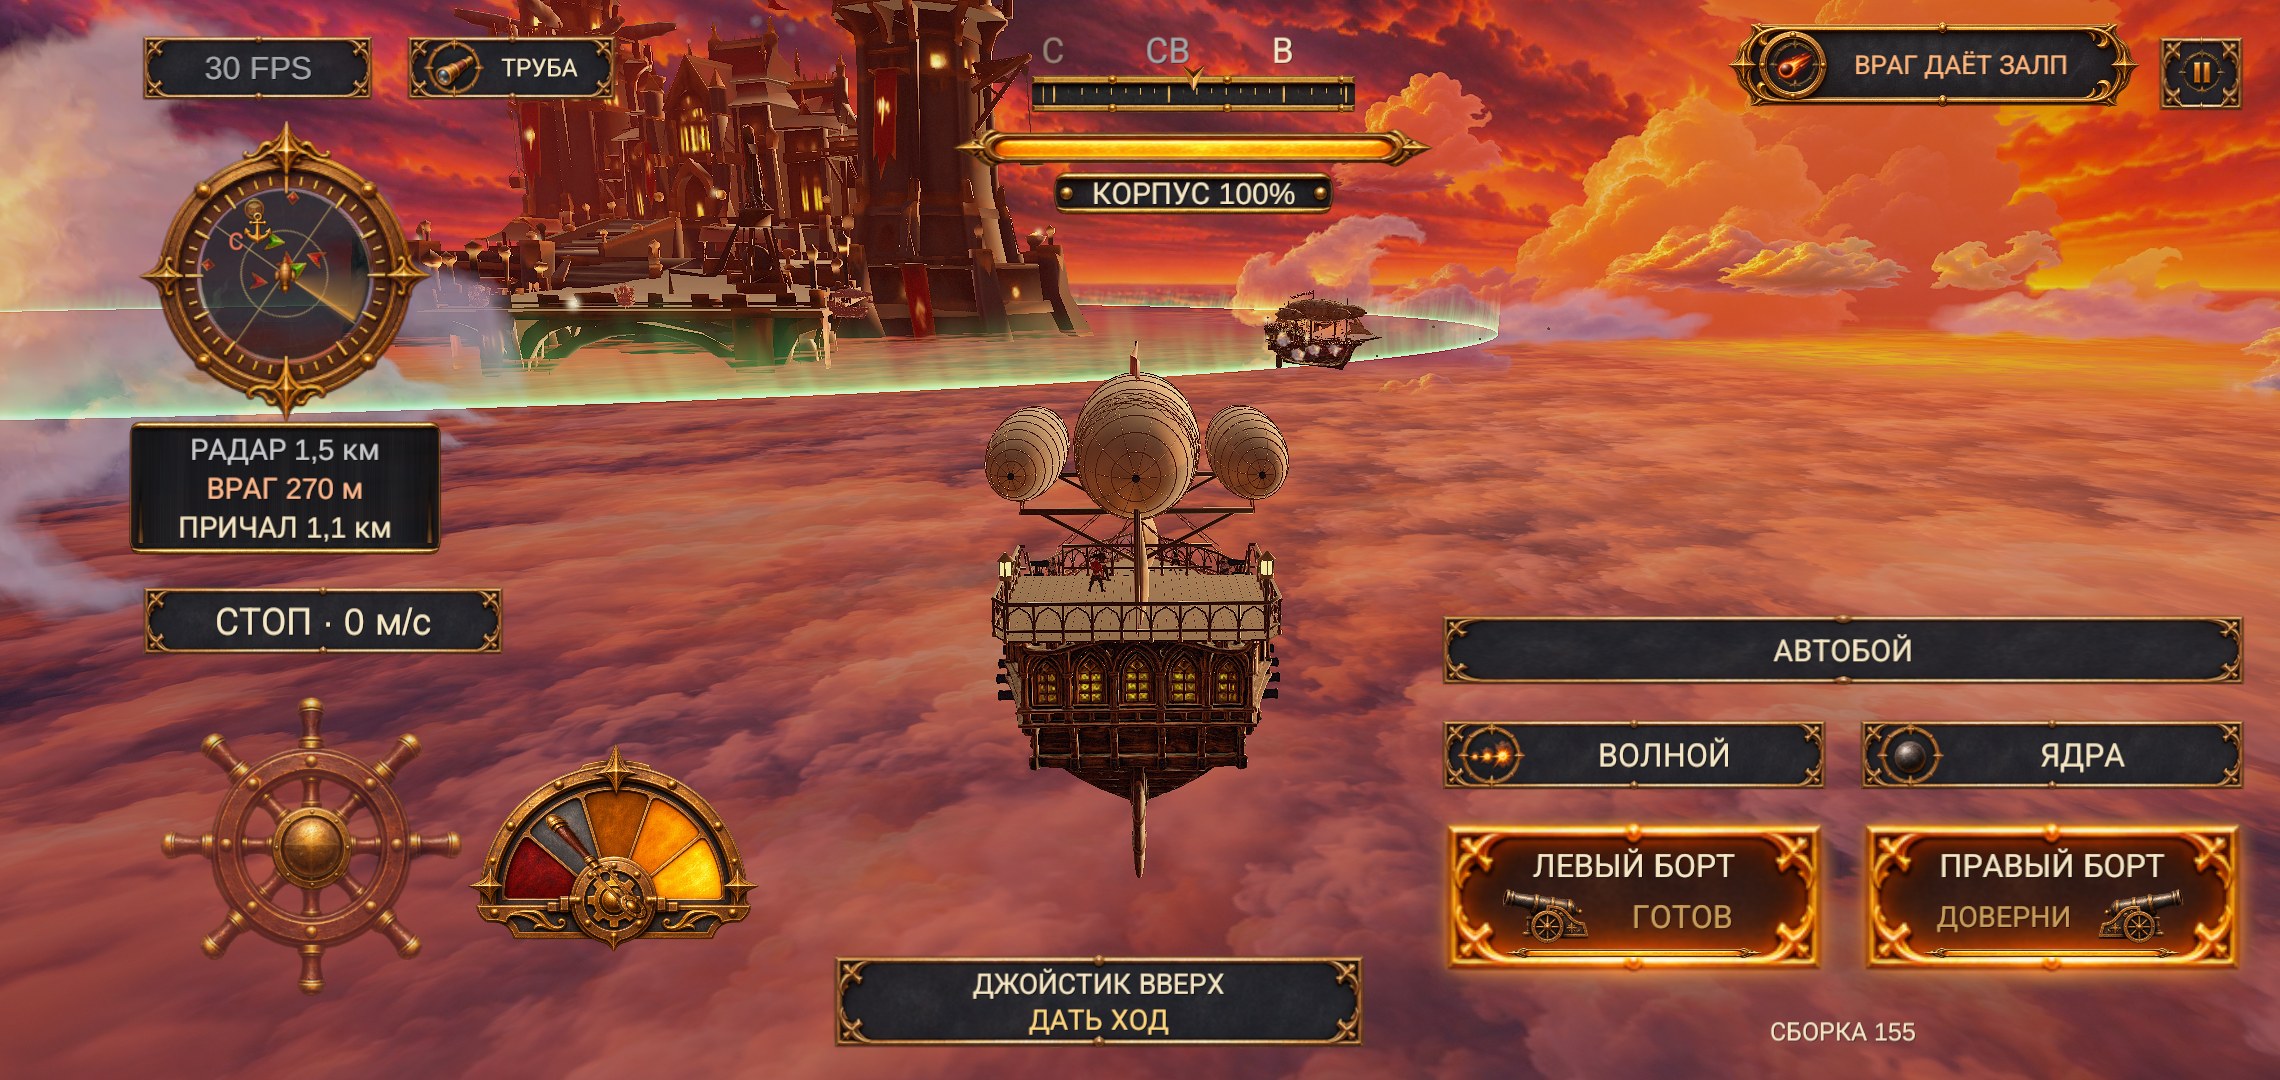 30 FPS
ТРУБА
С СВ В
ВРАГ ДАЁТ ЗАЛП
КОРПУС 100%
С
РАДАР 1,5 км
ВРАГ 270 м
ПРИЧАЛ 1,1 км
СТОП · 0 м/с
АВТОБОЙ
ВОЛНОЙ
ЯДРА
ЛЕВЫЙ БОРТ
ГОТОВ
ПРАВЫЙ БОРТ
ДОВЕРНИ
ДЖОЙСТИК ВВЕРХ
ДАТЬ ХОД
СБОРКА 155